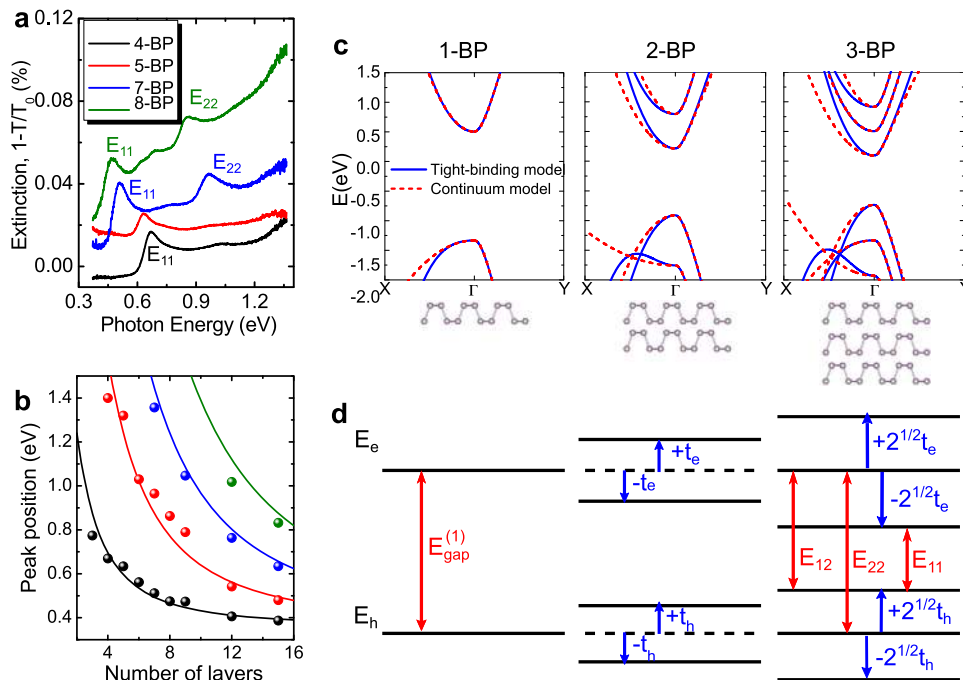 a
0.12
0.08
0.04
0.00
Extinction, 1-T/T0 (%)
4-BP
5-BP
7-BP
8-BP
E11
E22
E11
E22
E11
0.3 0.6 0.9 1.2
Photon Energy (eV)
b
1.4
1.2
1.0
0.8
0.6
0.4
Peak position (eV)
4 8 12 16
Number of layers
c
1-BP 2-BP 3-BP
1.5
1.0
0.5
0.0
-0.5
-1.0
-1.5
-2.0
E(eV)
Tight-binding model
Continuum model
X Γ Y X Γ Y X Γ Y
d
Ee
Eh
Egap(1)
+te
-te
+th
-th
+2^1/2te
-2^1/2te
E12
E22
E11
+2^1/2th
-2^1/2th